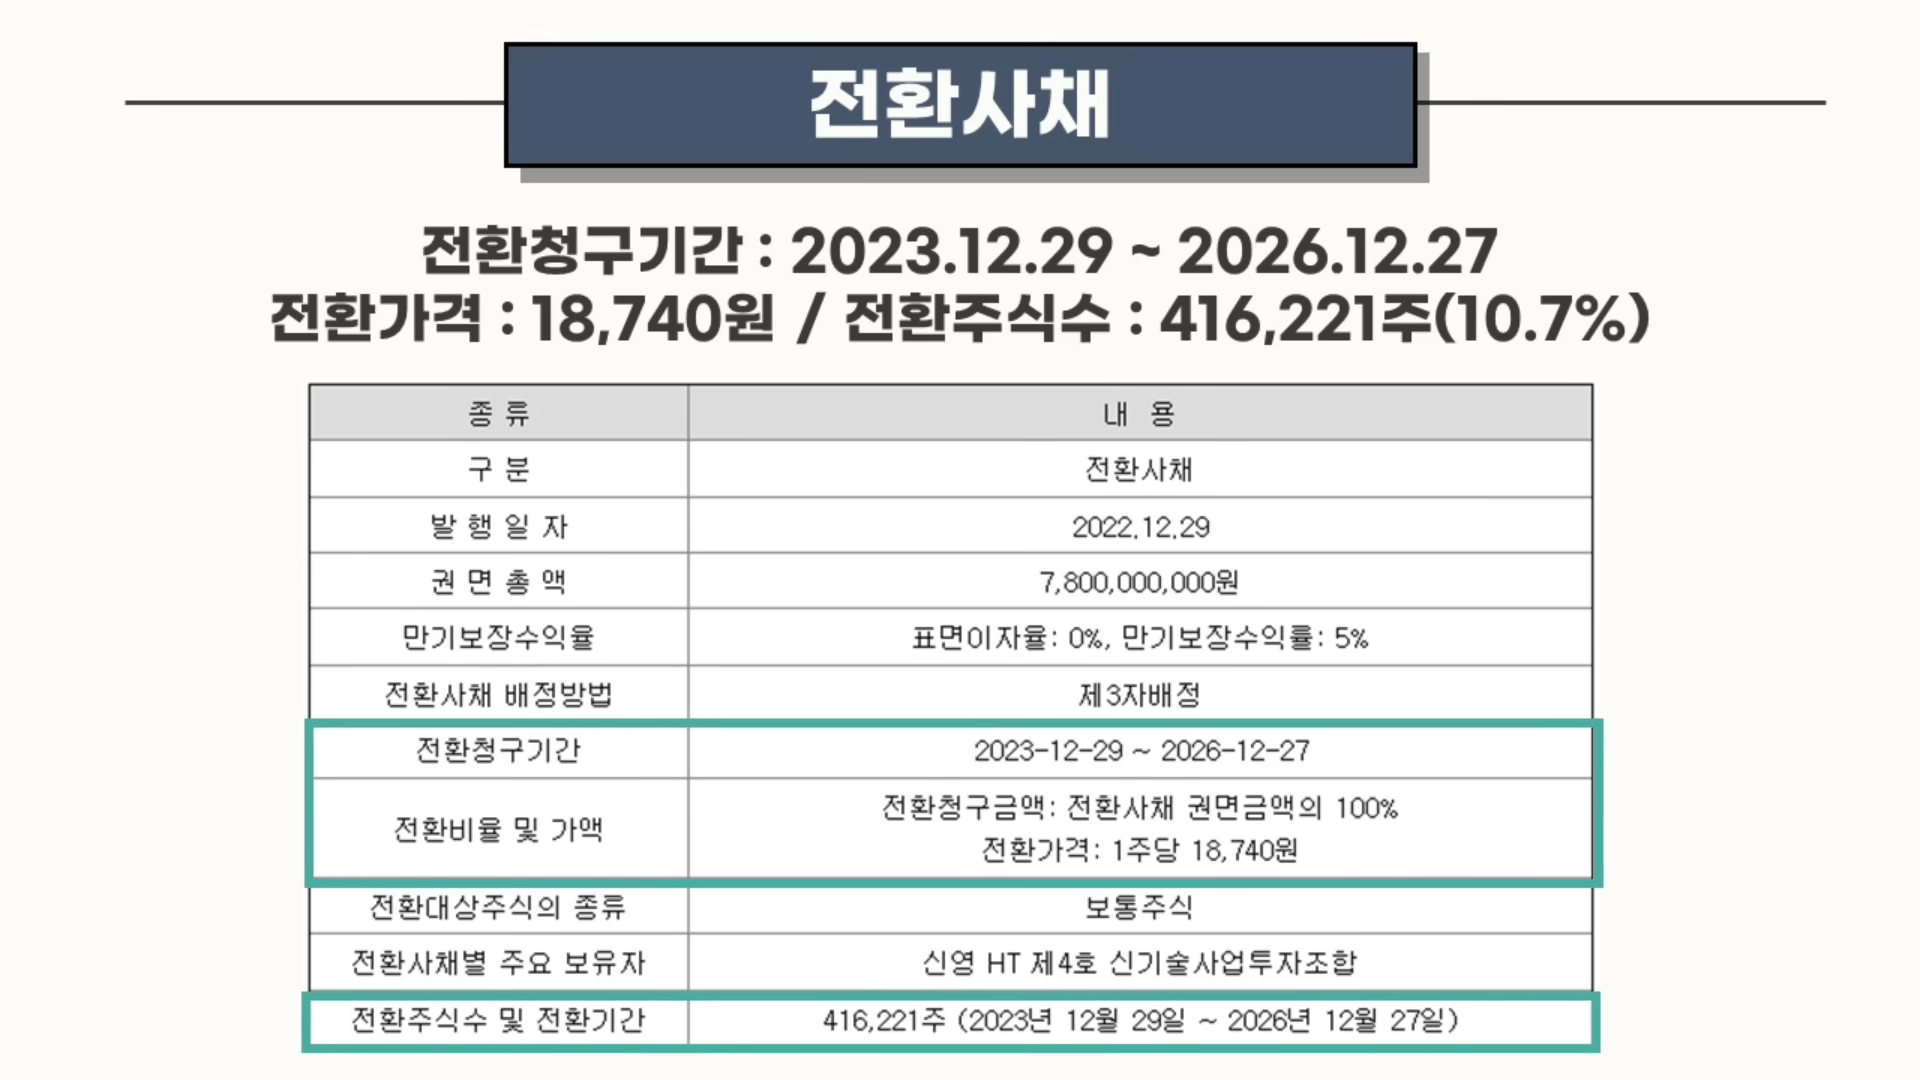 전환사채
전환청구기간 : 2023.12.29 ~ 2026.12.27
전환가격 : 18,740원 / 전환주식수 : 416,221주(10.7%)
종 류 내 용
구 분 전환사채
발 행 일 자 2022.12.29
권 면 총 액 7,800,000,000원
만기보장수익율 표면이자율: 0%, 만기보장수익률: 5%
전환사채 배정방법 제3자배정
전환청구기간 2023-12-29 ~ 2026-12-27
전환비율 및 가액 전환청구금액: 전환사채 권면금액의 100%
전환가격: 1주당 18,740원
전환대상주식의 종류 보통주식
전환사채별 주요 보유자 신영 HT 제4호 신기술사업투자조합
전환주식수 및 전환기간 416,221주 (2023년 12월 29일 ~ 2026년 12월 27일)